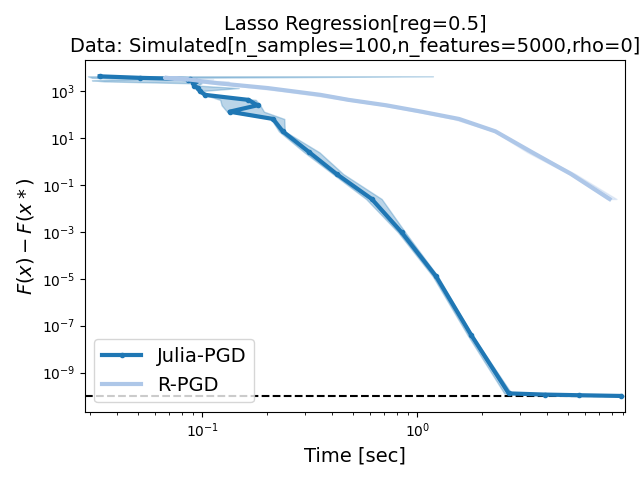 Lasso Regression[reg=0.5]
Data: Simulated[n_samples=100,n_features=5000,rho=0]
F(x) − F(x*)
10³
10¹
10⁻¹
10⁻³
10⁻⁵
10⁻⁷
10⁻⁹
Julia-PGD
R-PGD
10⁻¹
10⁰
Time [sec]